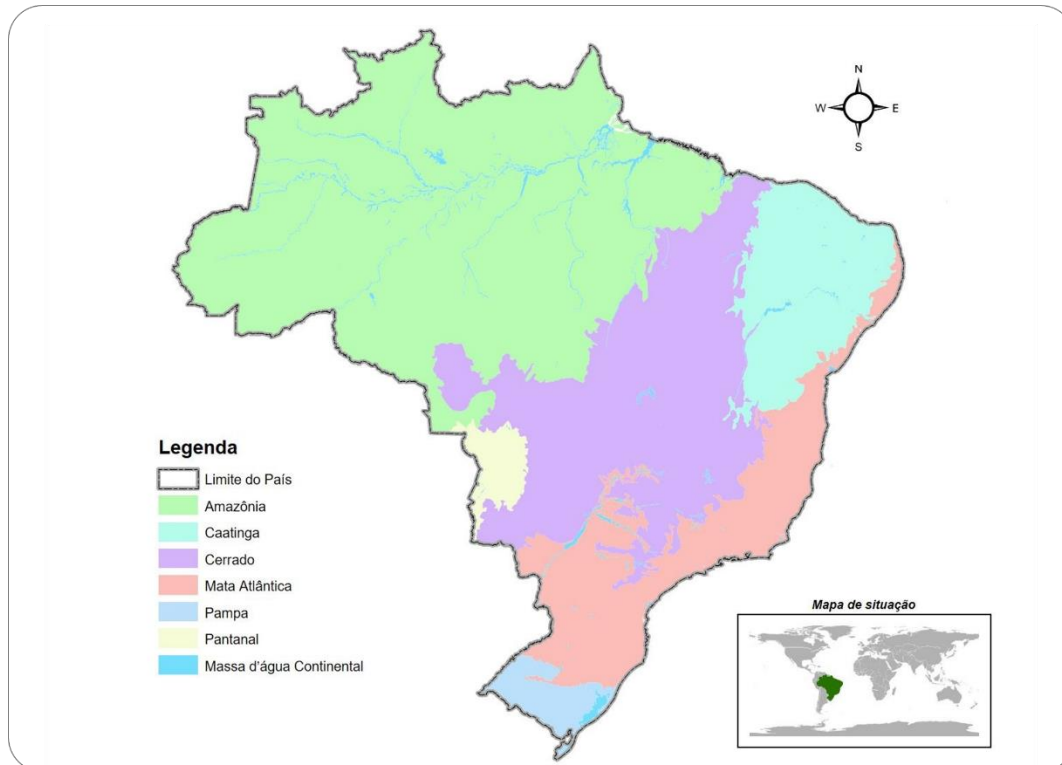 N
W E
S
Legenda
Limite do País
Amazônia
Caatinga
Cerrado
Mata Atlântica
Pampa
Pantanal
Massa d'água Continental
Mapa de situação